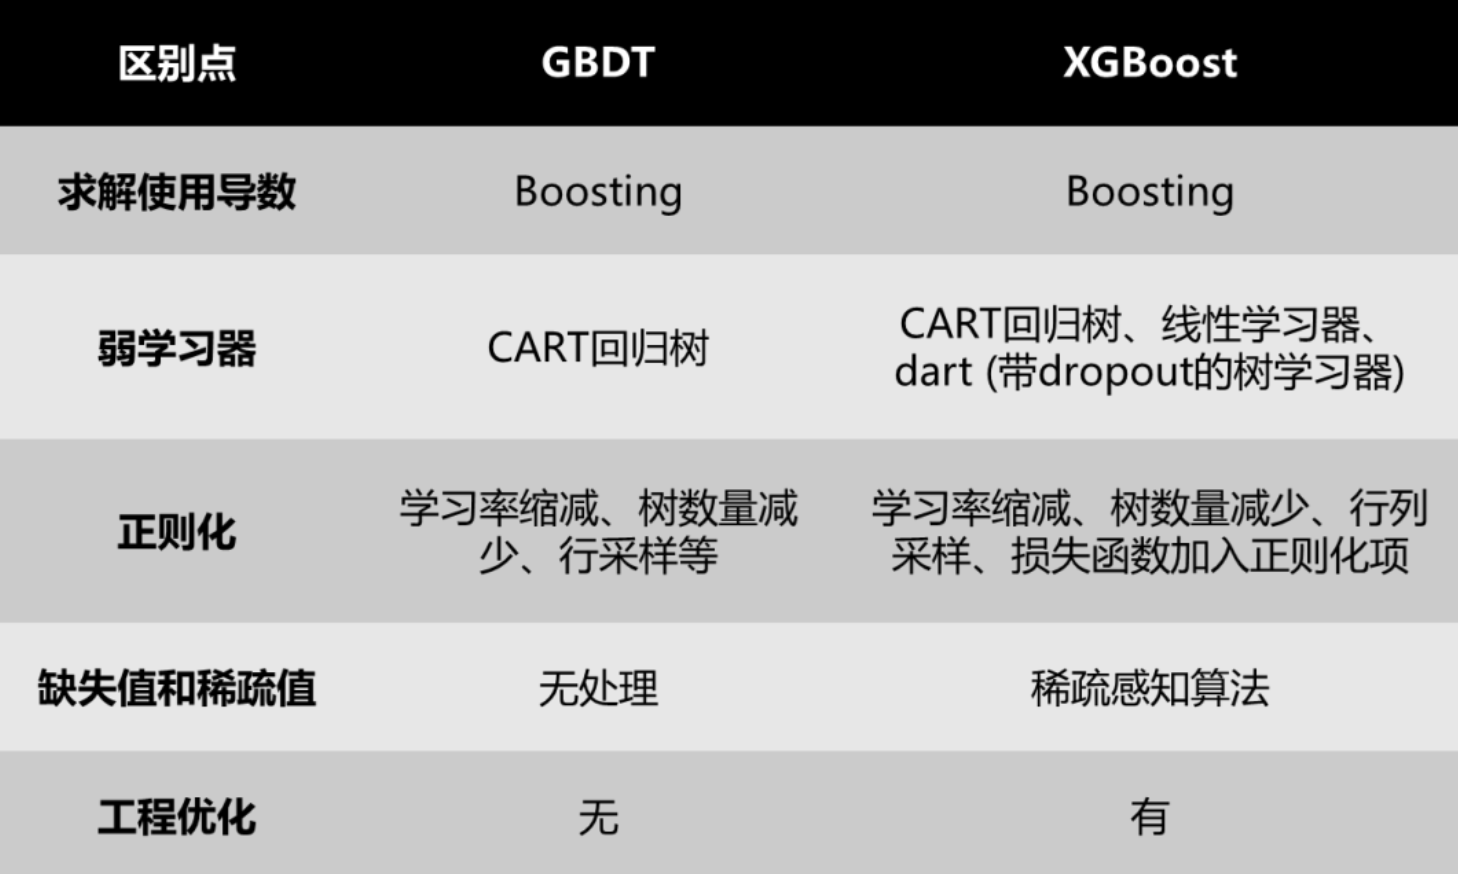 区别点 GBDT XGBoost
求解使用导数 Boosting Boosting
弱学习器 CART回归树 CART回归树、线性学习器、
dart (带dropout的树学习器)
正则化 学习率缩减、树数量减 学习率缩减、树数量减少、行列
少、行采样等 采样、损失函数加入正则化项
缺失值和稀疏值 无处理 稀疏感知算法
工程优化 无 有